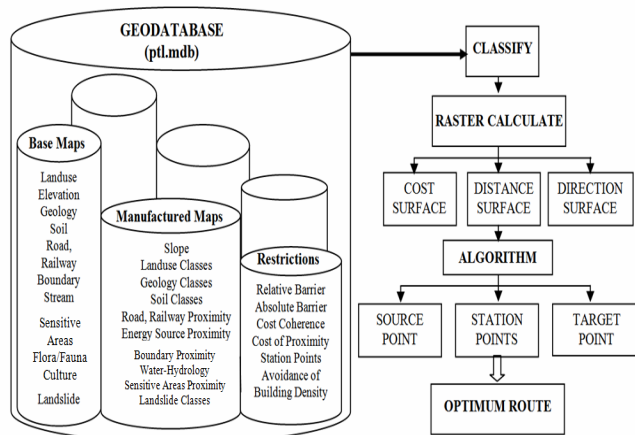 GEODATABASE
(ptl.mdb)
Base Maps
Landuse
Elevation
Geology
Soil
Road,
Railway
Boundary
Stream
Sensitive
Areas
Flora/Fauna
Culture
Landslide
Manufactured Maps
Slope
Landuse Classes
Geology Classes
Soil Classes
Road, Railway Proximity
Energy Source Proximity
Boundary Proximity
Water-Hydrology
Sensitive Areas Proximity
Landslide Classes
Restrictions
Relative Barrier
Absolute Barrier
Cost Coherence
Cost of Proximity
Station Points
Avoidance of
Building Density
CLASSIFY
RASTER CALCULATE
COST
SURFACE
DISTANCE
SURFACE
DIRECTION
SURFACE
ALGORITHM
SOURCE
POINT
STATION
POINTS
TARGET
POINT
OPTIMUM ROUTE